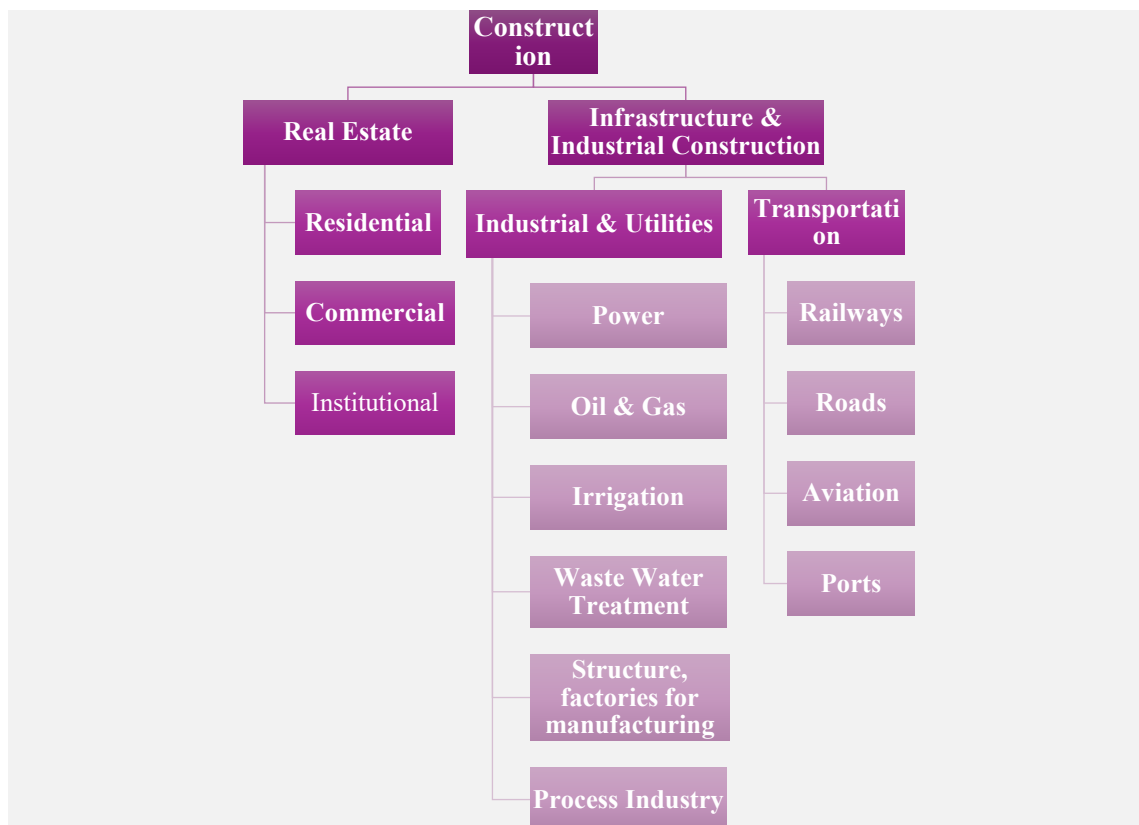 Construct
ion
Real Estate
Infrastructure &
Industrial Construction
Residential
Commercial
Institutional
Industrial & Utilities
Power
Oil & Gas
Irrigation
Waste Water
Treatment
Structure,
factories for
manufacturing
Process Industry
Transportati
on
Railways
Roads
Aviation
Ports